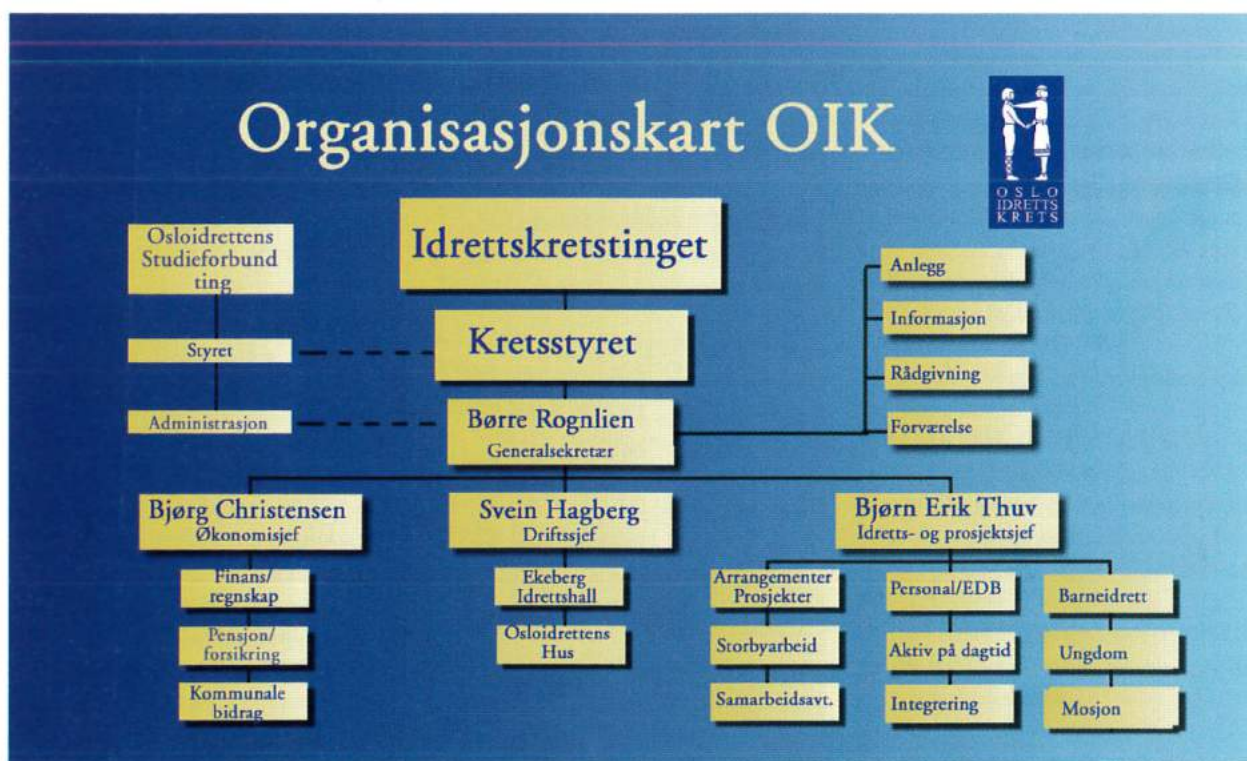 Organisasjonskart OIK
OSLO
IDRETTS
KRETS
Osloidrettens
Studieforbund
ting
Styret
Administrasjon
Idrettskretstinget
Kretsstyret
Børre Rognlien
Generalsekretær
Anlegg
Informasjon
Rådgivning
Forværelse
Bjørg Christensen
Økonomisjef
Finans/
regnskap
Pensjon/
forsikring
Kommunale
bidrag
Svein Hagberg
Driftssjef
Ekeberg
Idrettshall
Osloidrettens
Hus
Bjørn Erik Thuv
Idretts- og prosjektsjef
Arrangementer
Prosjekter
Storbyarbeid
Samarbeidsavt.
Personal/EDB
Aktiv på dagtid
Integrering
Barneidrett
Ungdom
Mosjon